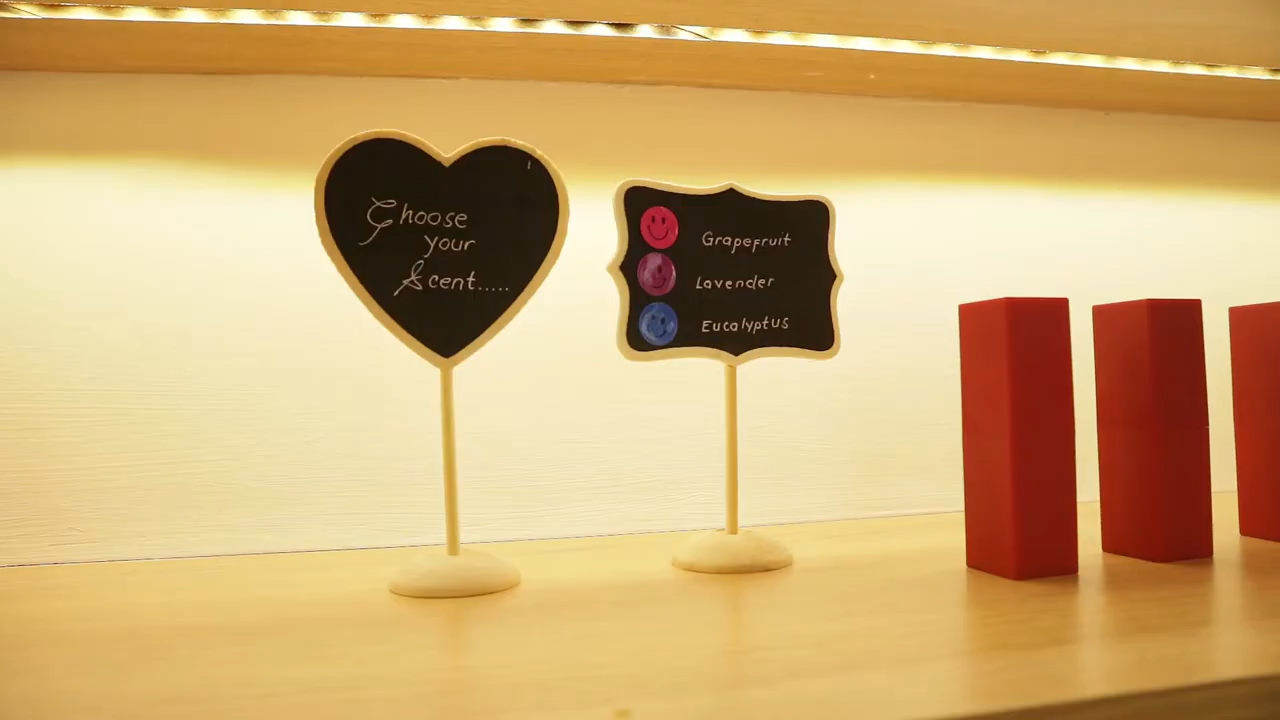 Choose
your
Scent.....
Grapefruit
Lavender
Eucalyptus